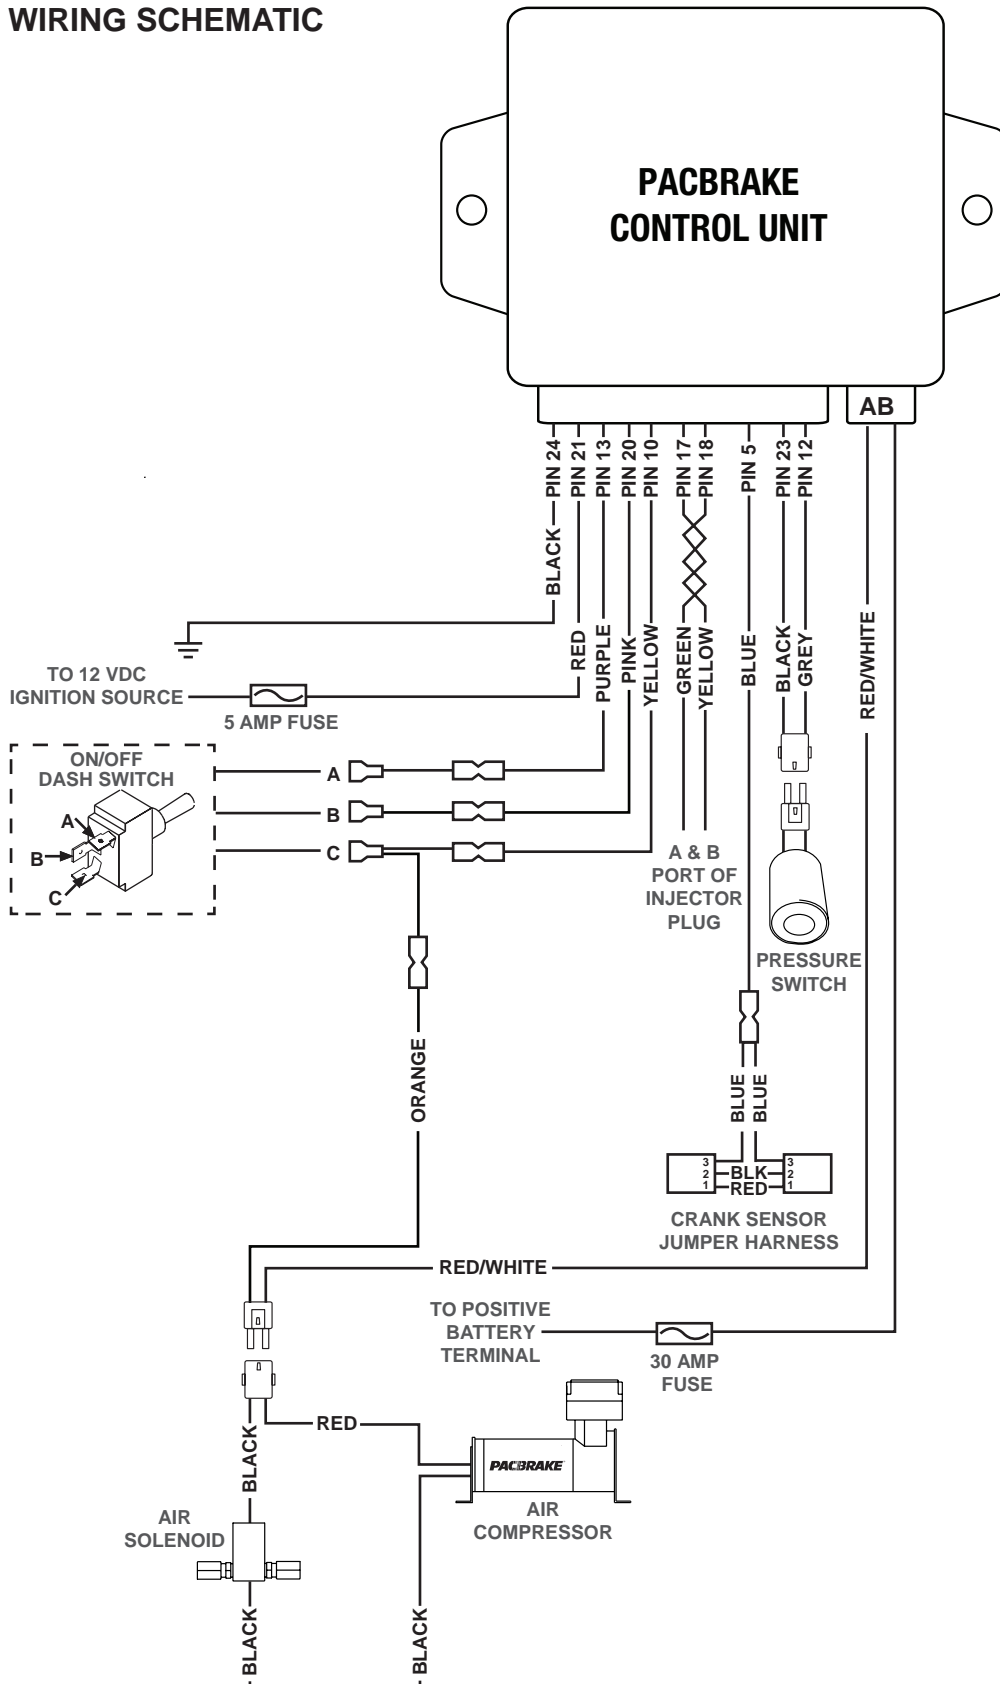 WIRING SCHEMATIC
PACBRAKE
CONTROL UNIT
AB
PIN 24
PIN 21
PIN 13
PIN 20
PIN 10
PIN 17
PIN 18
PIN 5
PIN 23
PIN 12
BLACK
RED
PURPLE
PINK
YELLOW
GREEN
YELLOW
BLUE
BLACK
GREY
RED/WHITE
TO 12 VDC
IGNITION SOURCE
5 AMP FUSE
ON/OFF
DASH SWITCH
A
B
C
A
B
C
A & B
PORT OF
INJECTOR
PLUG
PRESSURE
SWITCH
ORANGE
BLUE
BLUE
3
2
1
BLK
RED
3
2
1
CRANK SENSOR
JUMPER HARNESS
RED/WHITE
TO POSITIVE
BATTERY
TERMINAL
30 AMP
FUSE
RED
BLACK
PACBRAKE
AIR
COMPRESSOR
AIR
SOLENOID
BLACK
BLACK